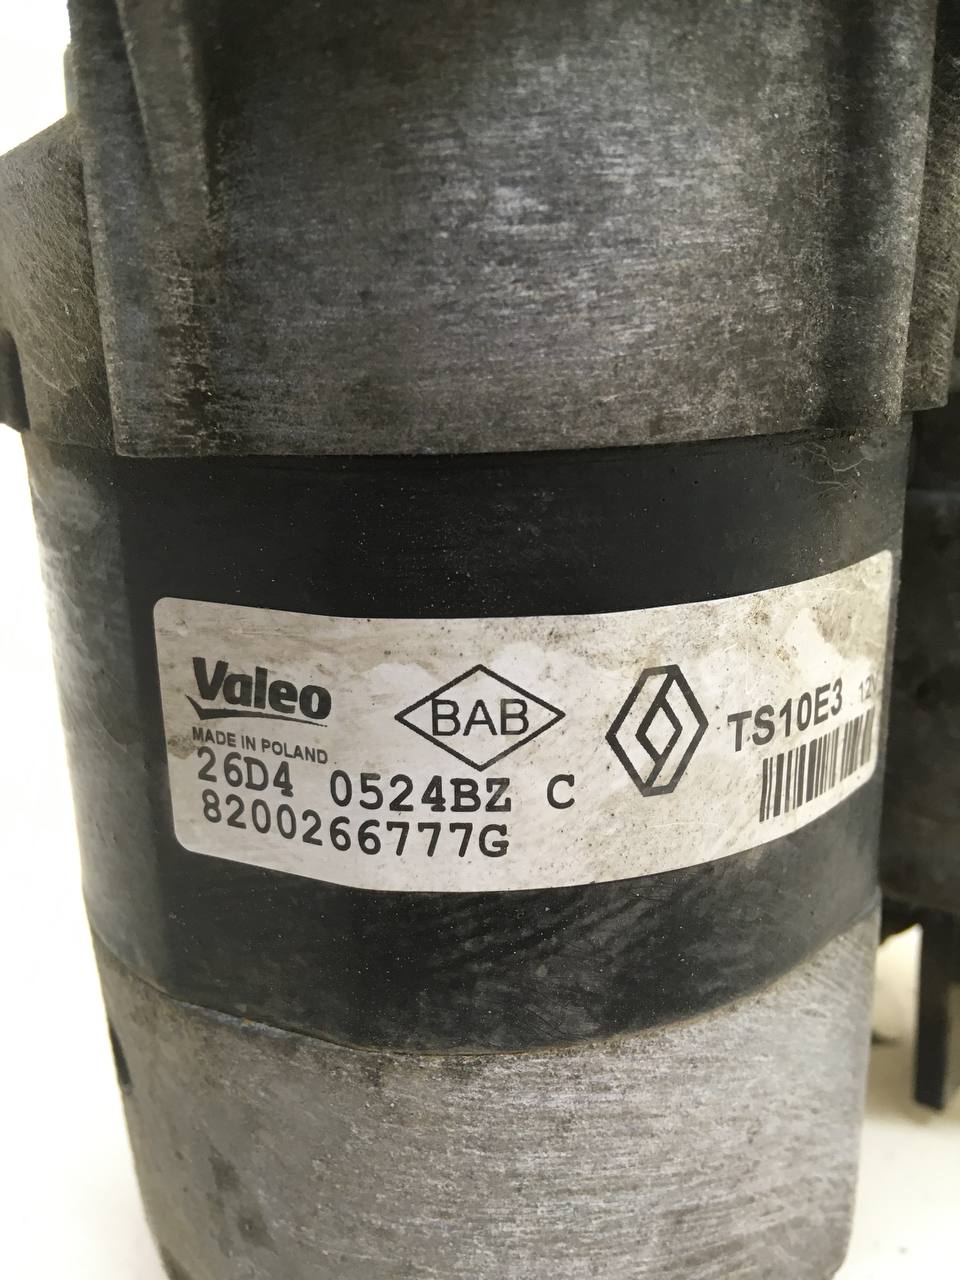 Valeo
MADE IN POLAND
BAB
TS10E3
26D4 0524BZ C
8200266777G